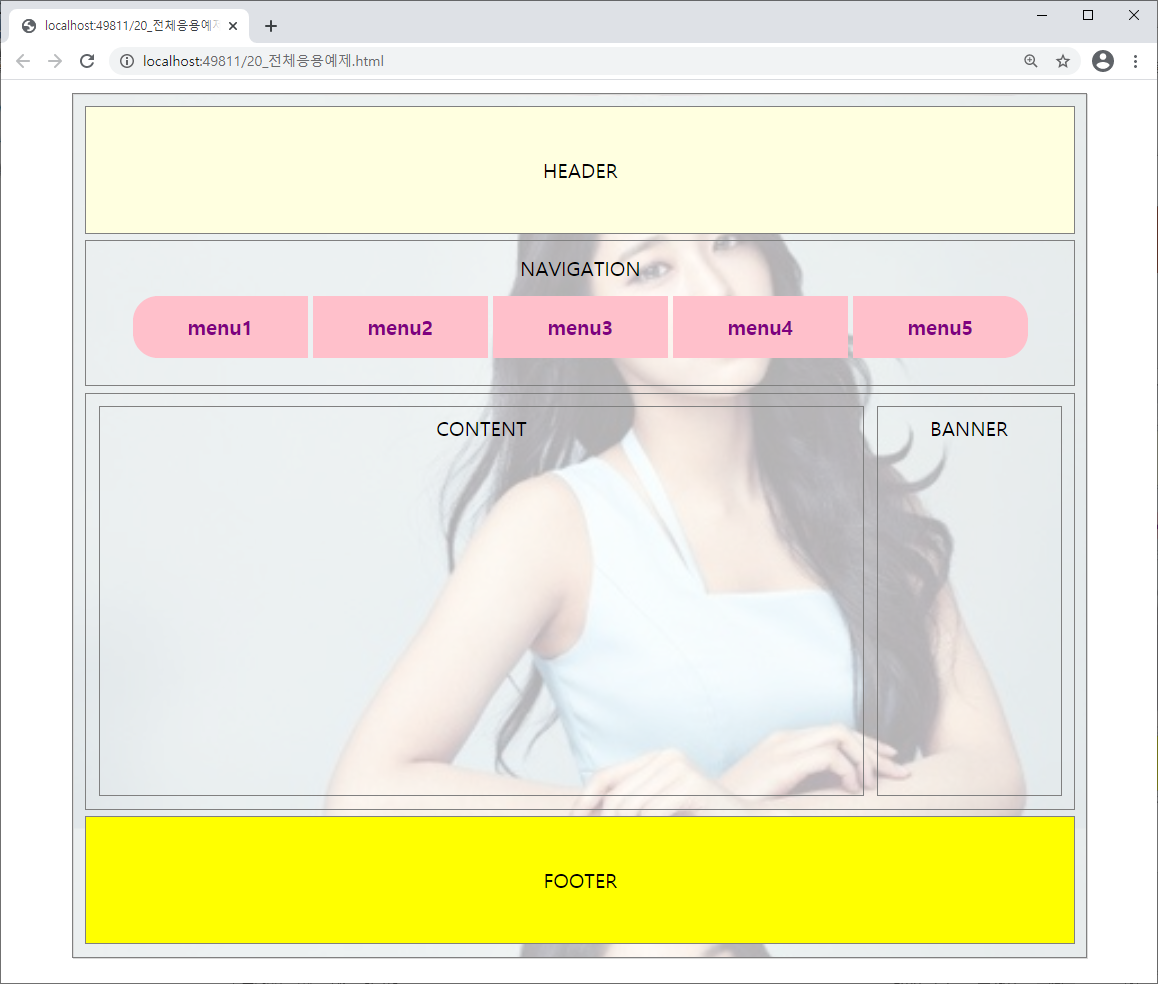 localhost:49811/20_전체응용예제
localhost:49811/20_전체응용예제.html
HEADER
NAVIGATION
menu1 menu2 menu3 menu4 menu5
CONTENT BANNER
FOOTER